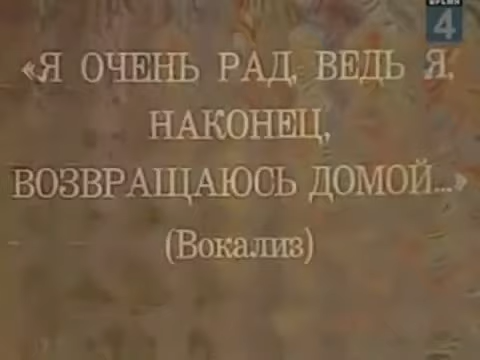 ВРЕМЯ
4
«Я ОЧЕНЬ РАД, ВЕДЬ Я,
НАКОНЕЦ,
ВОЗВРАЩАЮСЬ ДОМОЙ...»
(Вокализ)